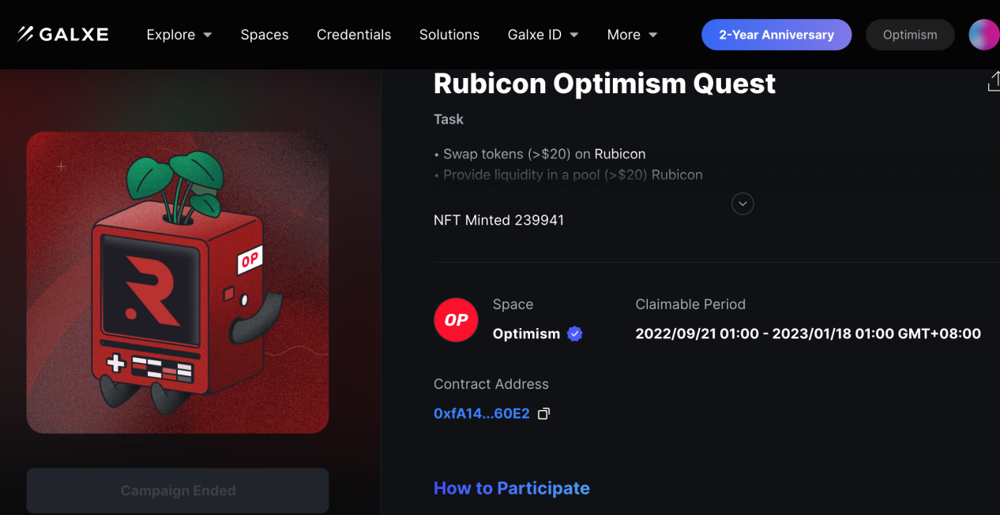 GALXE Explore Spaces Credentials Solutions Galxe ID More 2-Year Anniversary Optimism
Rubicon Optimism Quest
Task
• Swap tokens (>$20) on Rubicon
• Provide liquidity in a pool (>$20) Rubicon
NFT Minted 239941
OP
R
OP
Space
Optimism
Claimable Period
2022/09/21 01:00 - 2023/01/18 01:00 GMT+08:00
Contract Address
0xfA14...60E2
Campaign Ended
How to Participate